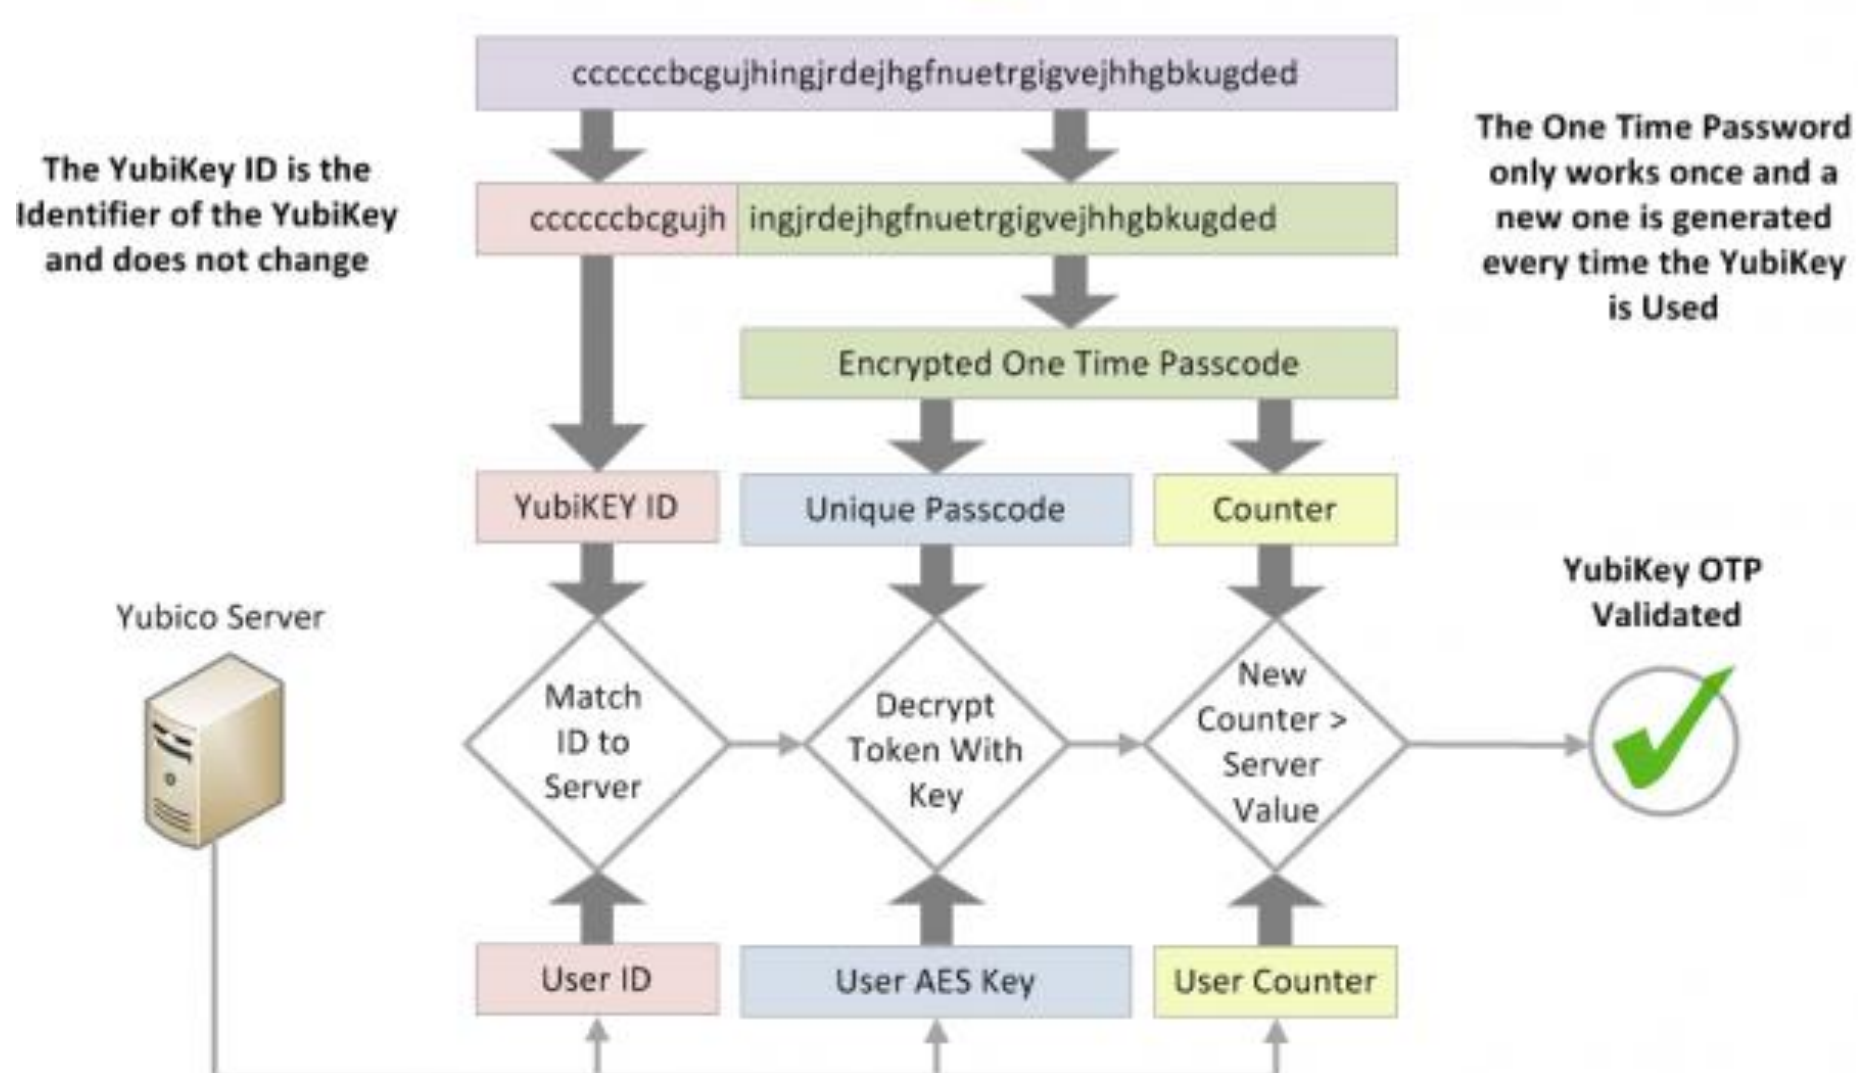 ccccccbcgujhingjrdejhgfnuetrgigvejhhgbkugded
The YubiKey ID is the
Identifier of the YubiKey
and does not change
ccccccbcgujh
ingjrdejhgfnuetrgigvejhhgbkugded
The One Time Password
only works once and a
new one is generated
every time the YubiKey
is Used
Encrypted One Time Passcode
YubiKEY ID
Unique Passcode
Counter
Yubico Server
Match
ID to
Server
Decrypt
Token With
Key
New
Counter >
Server
Value
YubiKey OTP
Validated
User ID
User AES Key
User Counter